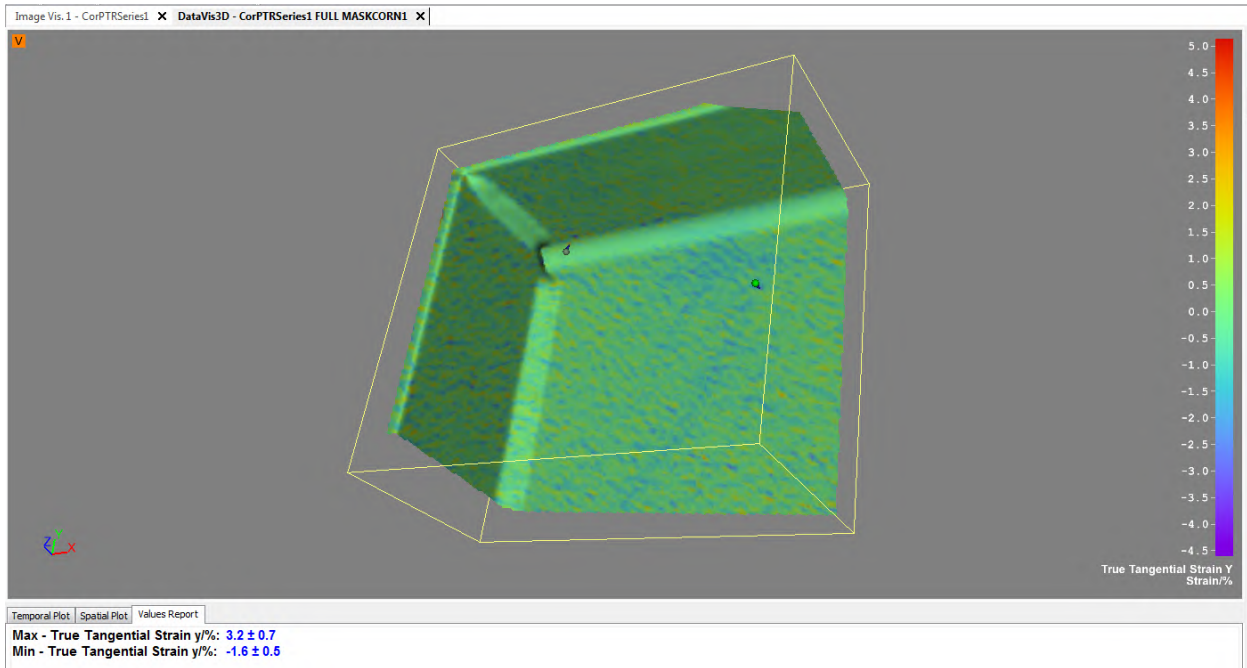 Image Vis. 1 - CorPTRSeries1 X DataVis3D - CorPTRSeries1 FULL MASKCORN1 X
V
5.0
4.5
4.0
3.5
3.0
2.5
2.0
1.5
1.0
0.5
0.0
-0.5
-1.0
-1.5
-2.0
-2.5
-3.0
-3.5
-4.0
-4.5
True Tangential Strain Y
Strain/%
Z Y X
Temporal Plot Spatial Plot Values Report
Max - True Tangential Strain y/%: 3.2 ± 0.7
Min - True Tangential Strain y/%: -1.6 ± 0.5